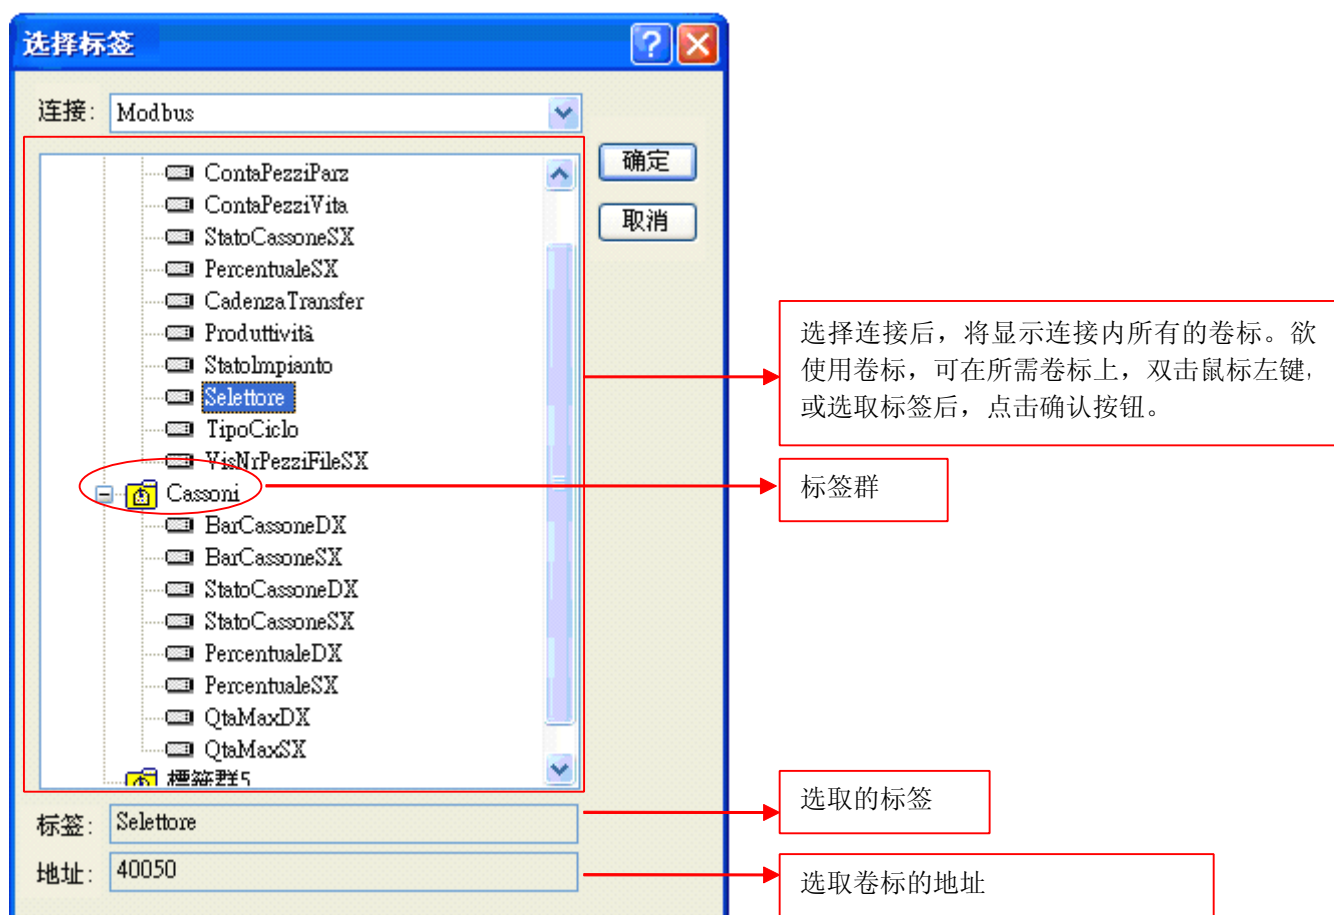 选择标签
连接: Modbus
ContaPezziParz
确定
ContaPezziVita
取消
StatoCassoneSX
PercentualeSX
CadenzaTransfer
Produttività
StatoImpianto
Selettore
TipoCiclo
VisNrPezziFileSX
Cassoni
BarCassoneDX
BarCassoneSX
StatoCassoneDX
StatoCassoneSX
PercentualeDX
PercentualeSX
QtaMaxDX
QtaMaxSX
標籤群5
标签: Selettore
地址: 40050
选择连接后，将显示连接内所有的卷标。欲
使用卷标，可在所需卷标上，双击鼠标左键，
或选取标签后，点击确认按钮。
标签群
选取的标签
选取卷标的地址